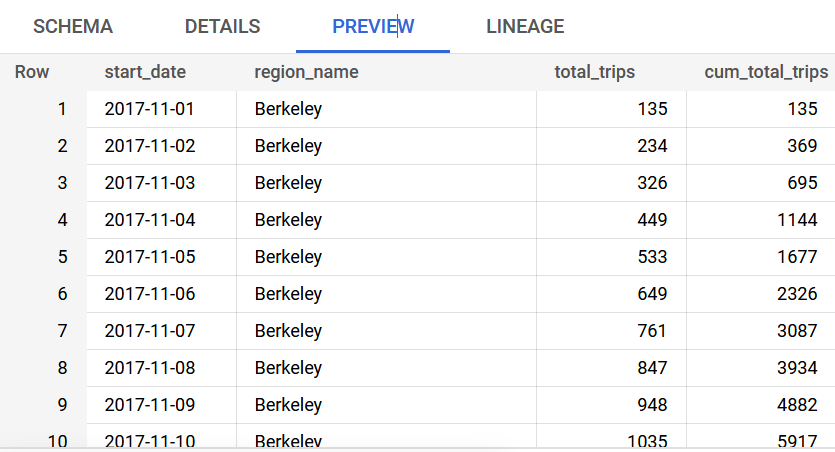 SCHEMA DETAILS PREVIEW LINEAGE
Row start_date region_name total_trips cum_total_trips
1 2017-11-01 Berkeley 135 135
2 2017-11-02 Berkeley 234 369
3 2017-11-03 Berkeley 326 695
4 2017-11-04 Berkeley 449 1144
5 2017-11-05 Berkeley 533 1677
6 2017-11-06 Berkeley 649 2326
7 2017-11-07 Berkeley 761 3087
8 2017-11-08 Berkeley 847 3934
9 2017-11-09 Berkeley 948 4882
10 2017-11-10 Berkeley 1035 5917